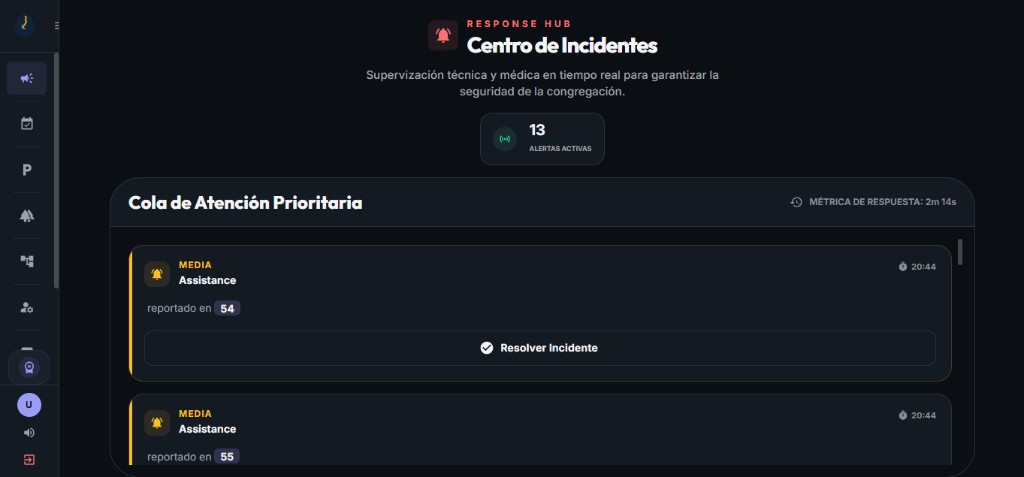 RESPONSE HUB
Centro de Incidentes
Supervización técnica y médica en tiempo real para garantizar la
seguridad de la congregación.
13
ALERTAS ACTIVAS
P
Cola de Atención Prioritaria
MÉTRICA DE RESPUESTA: 2m 14s
MEDIA
20:44
Assistance
reportado en 54
Resolver Incidente
MEDIA
20:44
Assistance
reportado en 55
U